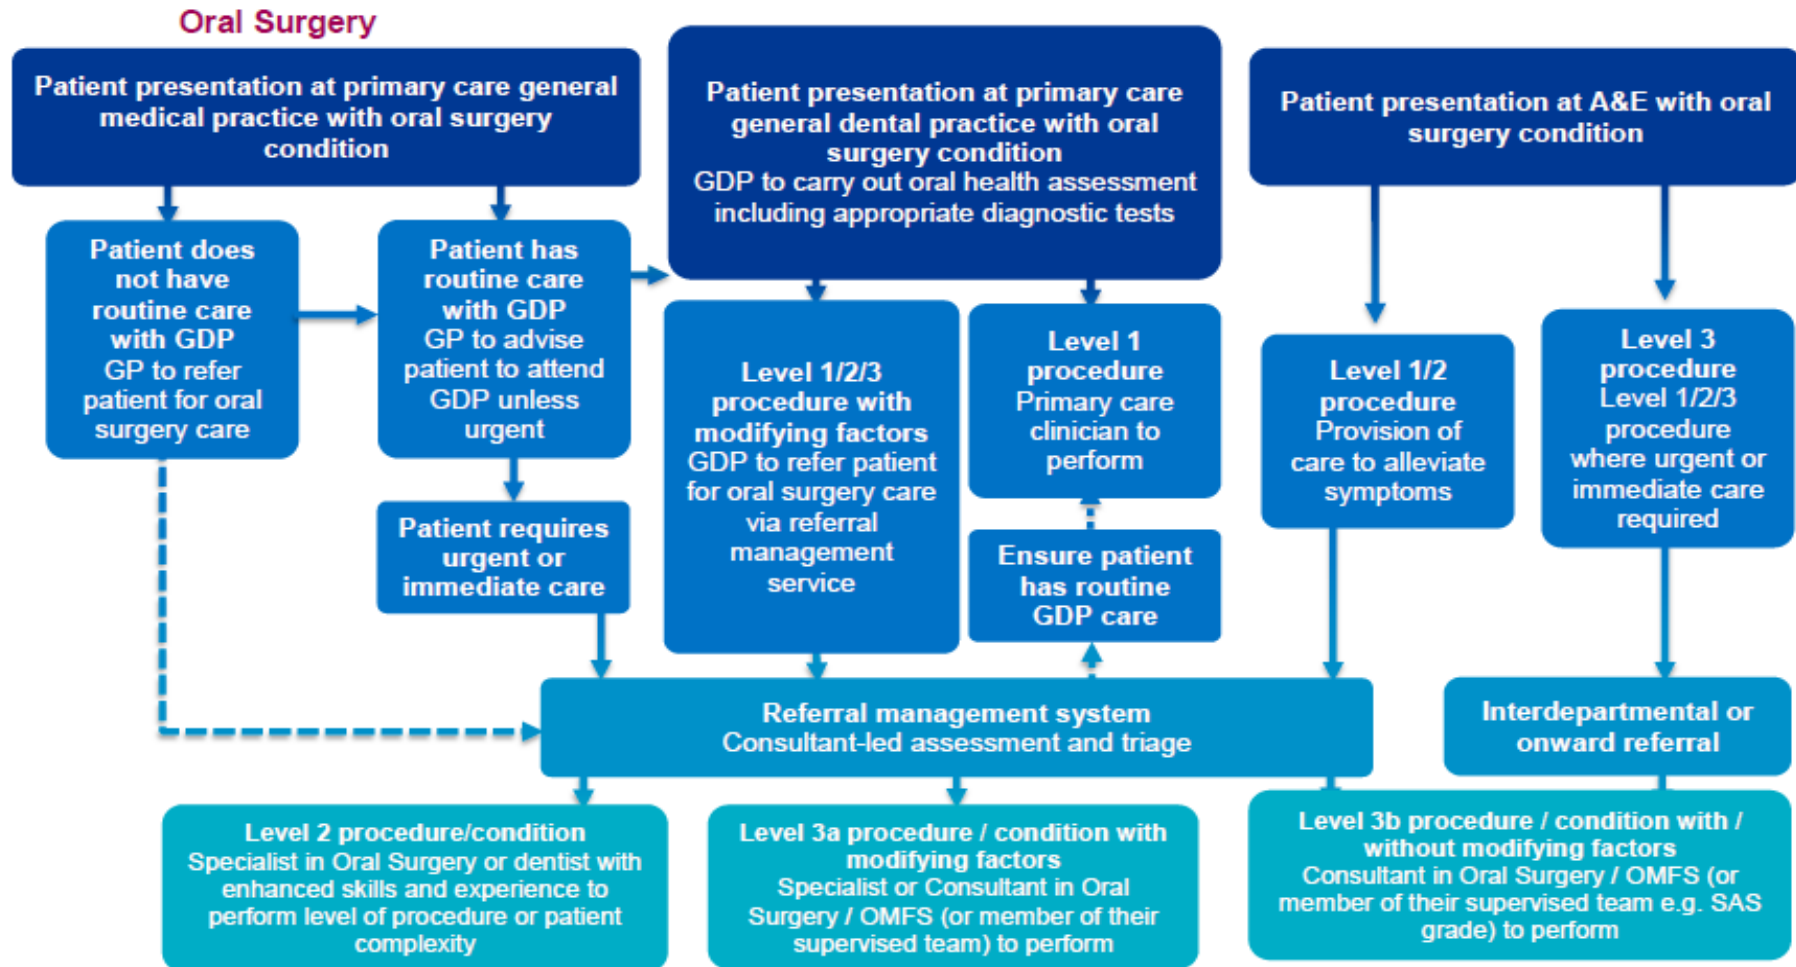 Oral Surgery
Patient presentation at primary care general
medical practice with oral surgery
condition
Patient presentation at primary care
general dental practice with oral
surgery condition
GDP to carry out oral health assessment
including appropriate diagnostic tests
Patient presentation at A&E with oral
surgery condition
Patient does
not have
routine care
with GDP
GP to refer
patient for oral
surgery care
Patient has
routine care
with GDP
GP to advise
patient to attend
GDP unless
urgent
Patient requires
urgent or
immediate care
Level 1/2/3
procedure with
modifying factors
GDP to refer patient
for oral surgery care
via referral
management
service
Level 1
procedure
Primary care
clinician to
perform
Ensure patient
has routine
GDP care
Level 1/2
procedure
Provision of
care to alleviate
symptoms
Level 3
procedure
Level 1/2/3
procedure
where urgent or
immediate care
required
Referral management system
Consultant-led assessment and triage
Interdepartmental or
onward referral
Level 2 procedure/condition
Specialist in Oral Surgery or dentist with
enhanced skills and experience to
perform level of procedure or patient
complexity
Level 3a procedure / condition with
modifying factors
Specialist or Consultant in Oral
Surgery / OMFS (or member of their
supervised team) to perform
Level 3b procedure / condition with /
without modifying factors
Consultant in Oral Surgery / OMFS (or
member of their supervised team e.g. SAS
grade) to perform